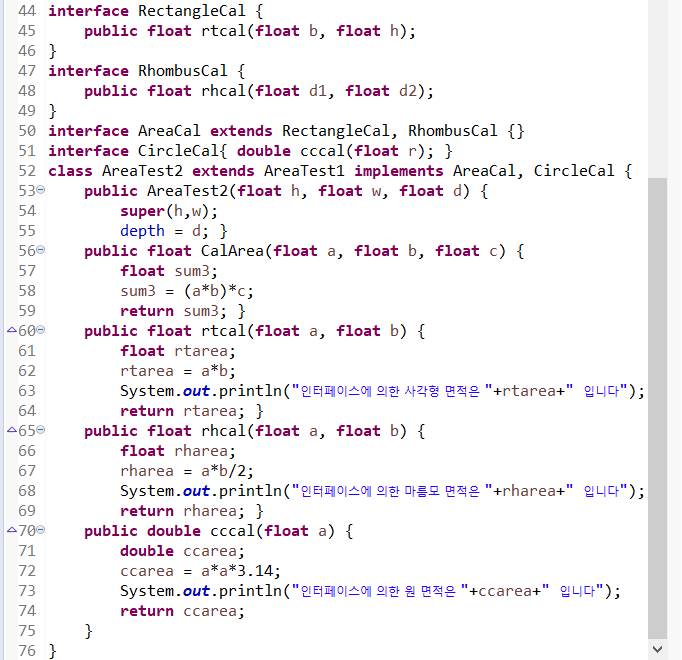 44 interface RectangleCal {
45     public float rtcal(float b, float h);
46 }
47 interface RhombusCal {
48     public float rhcal(float d1, float d2);
49 }
50 interface AreaCal extends RectangleCal, RhombusCal {}
51 interface CircleCal{ double cccal(float r); }
52 class AreaTest2 extends AreaTest1 implements AreaCal, CircleCal {
53     public AreaTest2(float h, float w, float d) {
54         super(h,w);
55         depth = d; }
56     public float CalArea(float a, float b, float c) {
57         float sum3;
58         sum3 = (a*b)*c;
59         return sum3; }
60     public float rtcal(float a, float b) {
61         float rtarea;
62         rtarea = a*b;
63         System.out.println("인터페이스에 의한 사각형 면적은 "+rtarea+" 입니다");
64         return rtarea; }
65     public float rhcal(float a, float b) {
66         float rharea;
67         rharea = a*b/2;
68         System.out.println("인터페이스에 의한 마름모 면적은 "+rharea+" 입니다");
69         return rharea; }
70     public double cccal(float a) {
71         double ccarea;
72         ccarea = a*a*3.14;
73         System.out.println("인터페이스에 의한 원 면적은 "+ccarea+" 입니다");
74         return ccarea;
75     }
76 }